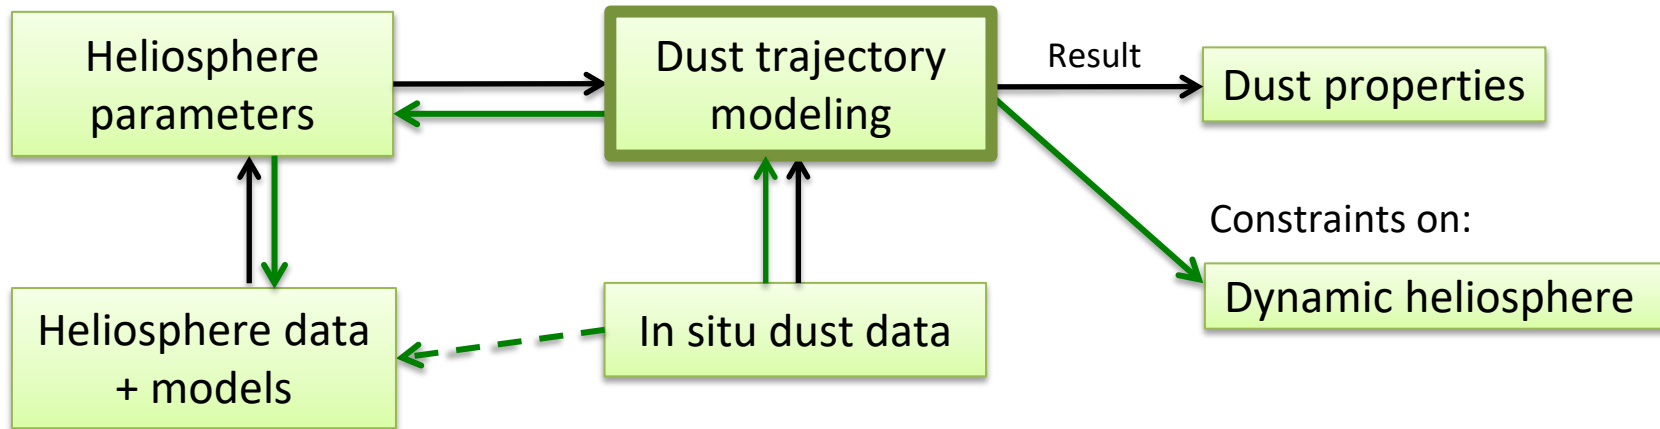 Heliosphere
parameters
Dust trajectory
modeling
Result
Dust properties
Constraints on:
Dynamic heliosphere
Heliosphere data
+ models
In situ dust data